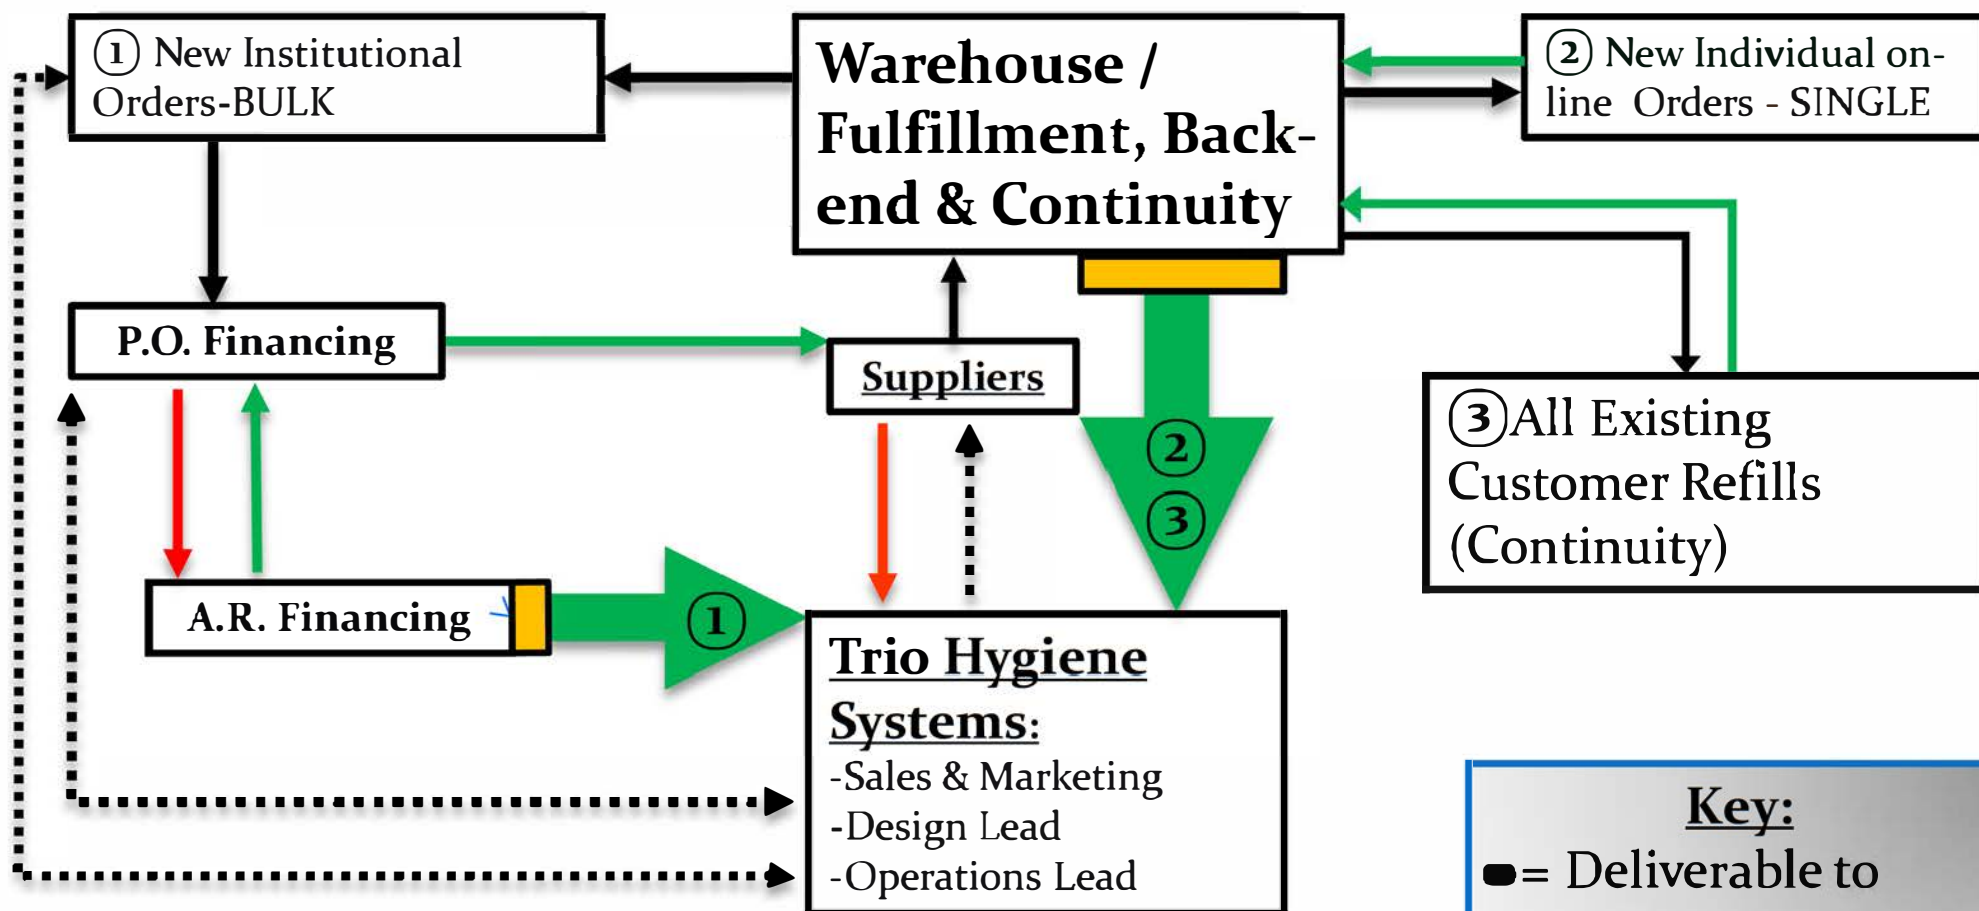 ① New Institutional
Orders-BULK
Warehouse /
Fulfillment, Back-
end & Continuity
② New Individual on-
line Orders - SINGLE
P.O. Financing
Suppliers
③All Existing
Customer Refills
(Continuity)
②
③
A.R. Financing
①
Trio Hygiene
Systems:
-Sales & Marketing
-Design Lead
-Operations Lead
Key:
= Deliverable to